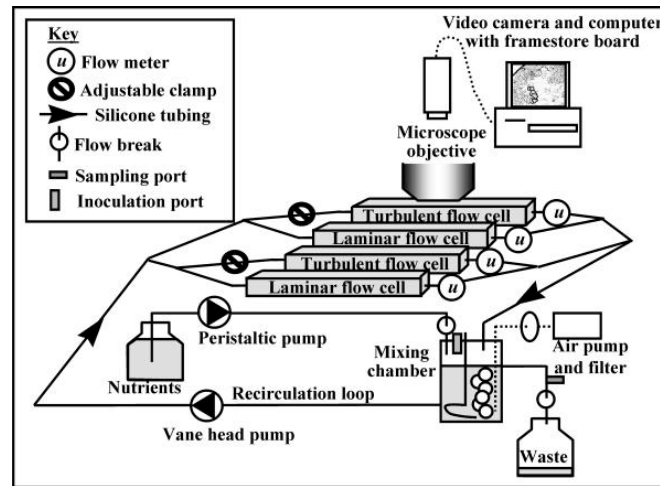 Key
u Flow meter
Adjustable clamp
Silicone tubing
Flow break
Sampling port
Inoculation port
Video camera and computer
with framestore board
Microscope
objective
Turbulent flow cell u
Laminar flow cell u
Turbulent flow cell u
Laminar flow cell u
Peristaltic pump
Nutrients
Mixing
chamber
Air pump
and filter
Recirculation loop
Vane head pump
Waste